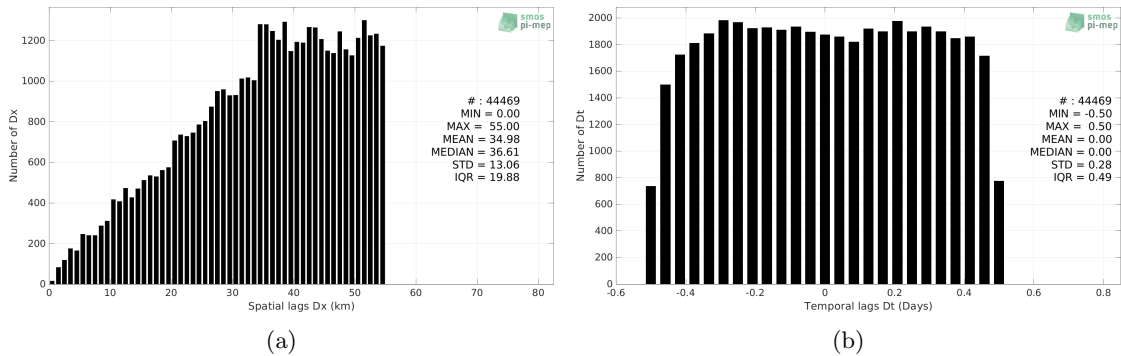 smos
pi-mep
1200
1000
800
600
400
200
0
Number of Dx
# : 44469
MIN = 0.00
MAX = 55.00
MEAN = 34.98
MEDIAN = 36.61
STD = 13.06
IQR = 19.88
0 10 20 30 40 50 60 70 80
Spatial lags Dx (km)
(a)
smos
pi-mep
2000
1800
1600
1400
1200
1000
800
600
400
200
0
Number of Dt
# : 44469
MIN = -0.50
MAX = 0.50
MEAN = 0.00
MEDIAN = 0.00
STD = 0.28
IQR = 0.49
-0.6 -0.4 -0.2 0 0.2 0.4 0.6 0.8
Temporal lags Dt (Days)
(b)